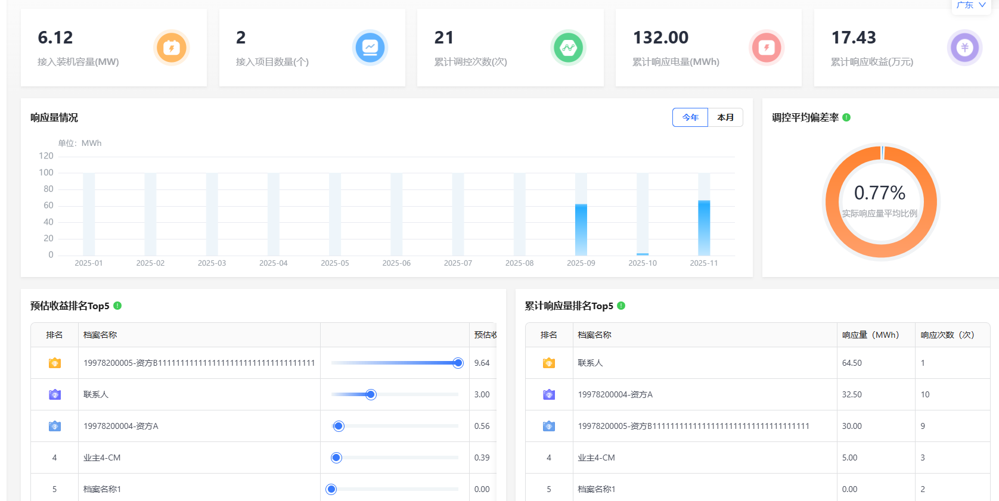 广东
6.12
接入装机容量(MW)
2
接入项目数量(个)
21
累计调控次数(次)
132.00
累计响应电量(MWh)
17.43
累计响应收益(万元)
响应量情况
今年 本月
单位：MWh
120
100
80
60
40
20
0
2025-01 2025-02 2025-03 2025-04 2025-05 2025-06 2025-07 2025-08 2025-09 2025-10 2025-11
调控平均偏差率
0.77%
实际响应量平均比例
预估收益排名Top5
排名 档案名称 预估收
1 19978200005-资方B11111111111111111111111111111111111 9.64
2 联系人 3.00
3 19978200004-资方A 0.56
4 业主4-CM 0.39
5 档案名称1 0.00
累计响应量排名Top5
排名 档案名称 响应量（MWh） 响应次数（次）
1 联系人 64.50 1
2 19978200004-资方A 32.50 10
3 19978200005-资方B11111111111111111111111111111111111 30.00 9
4 业主4-CM 5.00 3
5 档案名称1 0.00 2